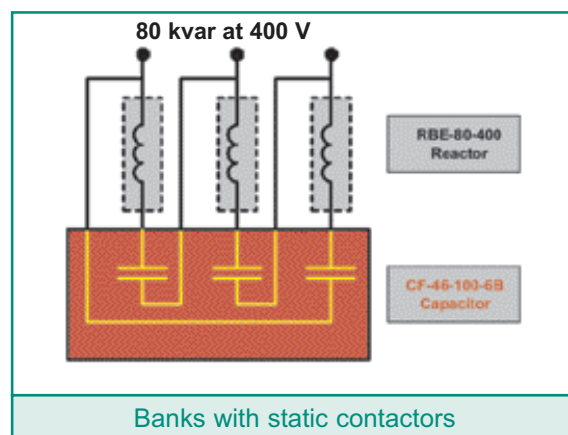 80 kvar at 400 V
RBE-80-400
Reactor
CF-46-100-6B
Capacitor
Banks with static contactors